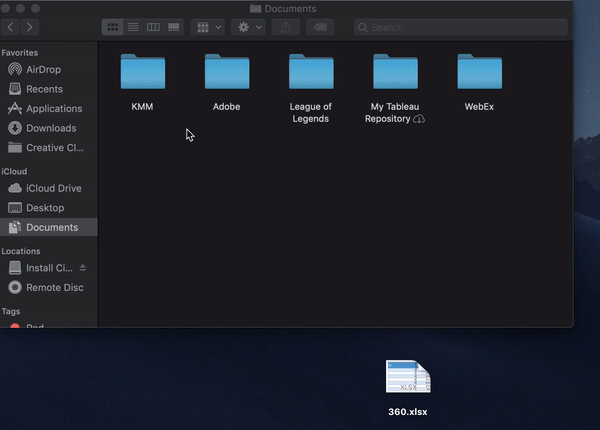 Documents
Search
Favorites
AirDrop
Recents
Applications
Downloads
Creative Cl...
iCloud
iCloud Drive
Desktop
Documents
Locations
Install Ci...
Remote Disc
Tags
Red
KMM
Adobe
League of
Legends
My Tableau
Repository
WebEx
XLSX
360.xlsx